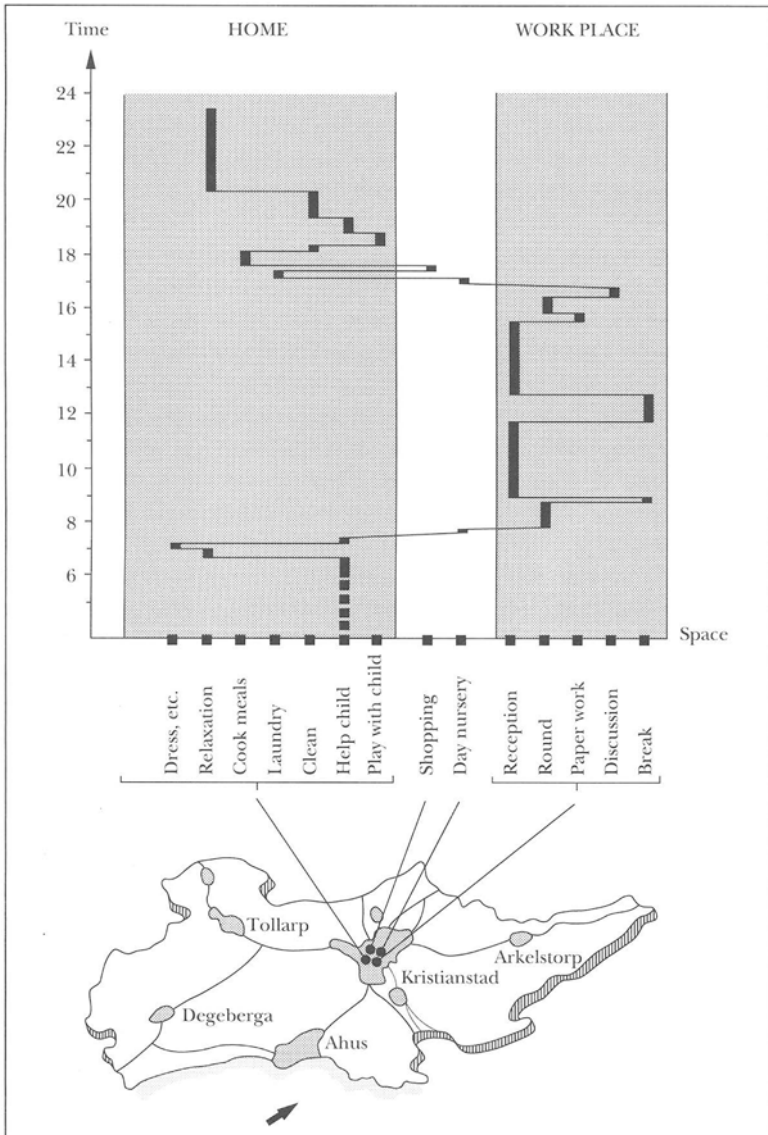 Time
HOME
WORK PLACE
24
22
20
18
16
14
12
10
8
6
Space
Dress, etc.
Relaxation
Cook meals
Laundry
Clean
Help child
Play with child
Shopping
Day nursery
Reception
Round
Paper work
Discussion
Break
Tollarp
Arkelstorp
Kristianstad
Degeberga
Ahus